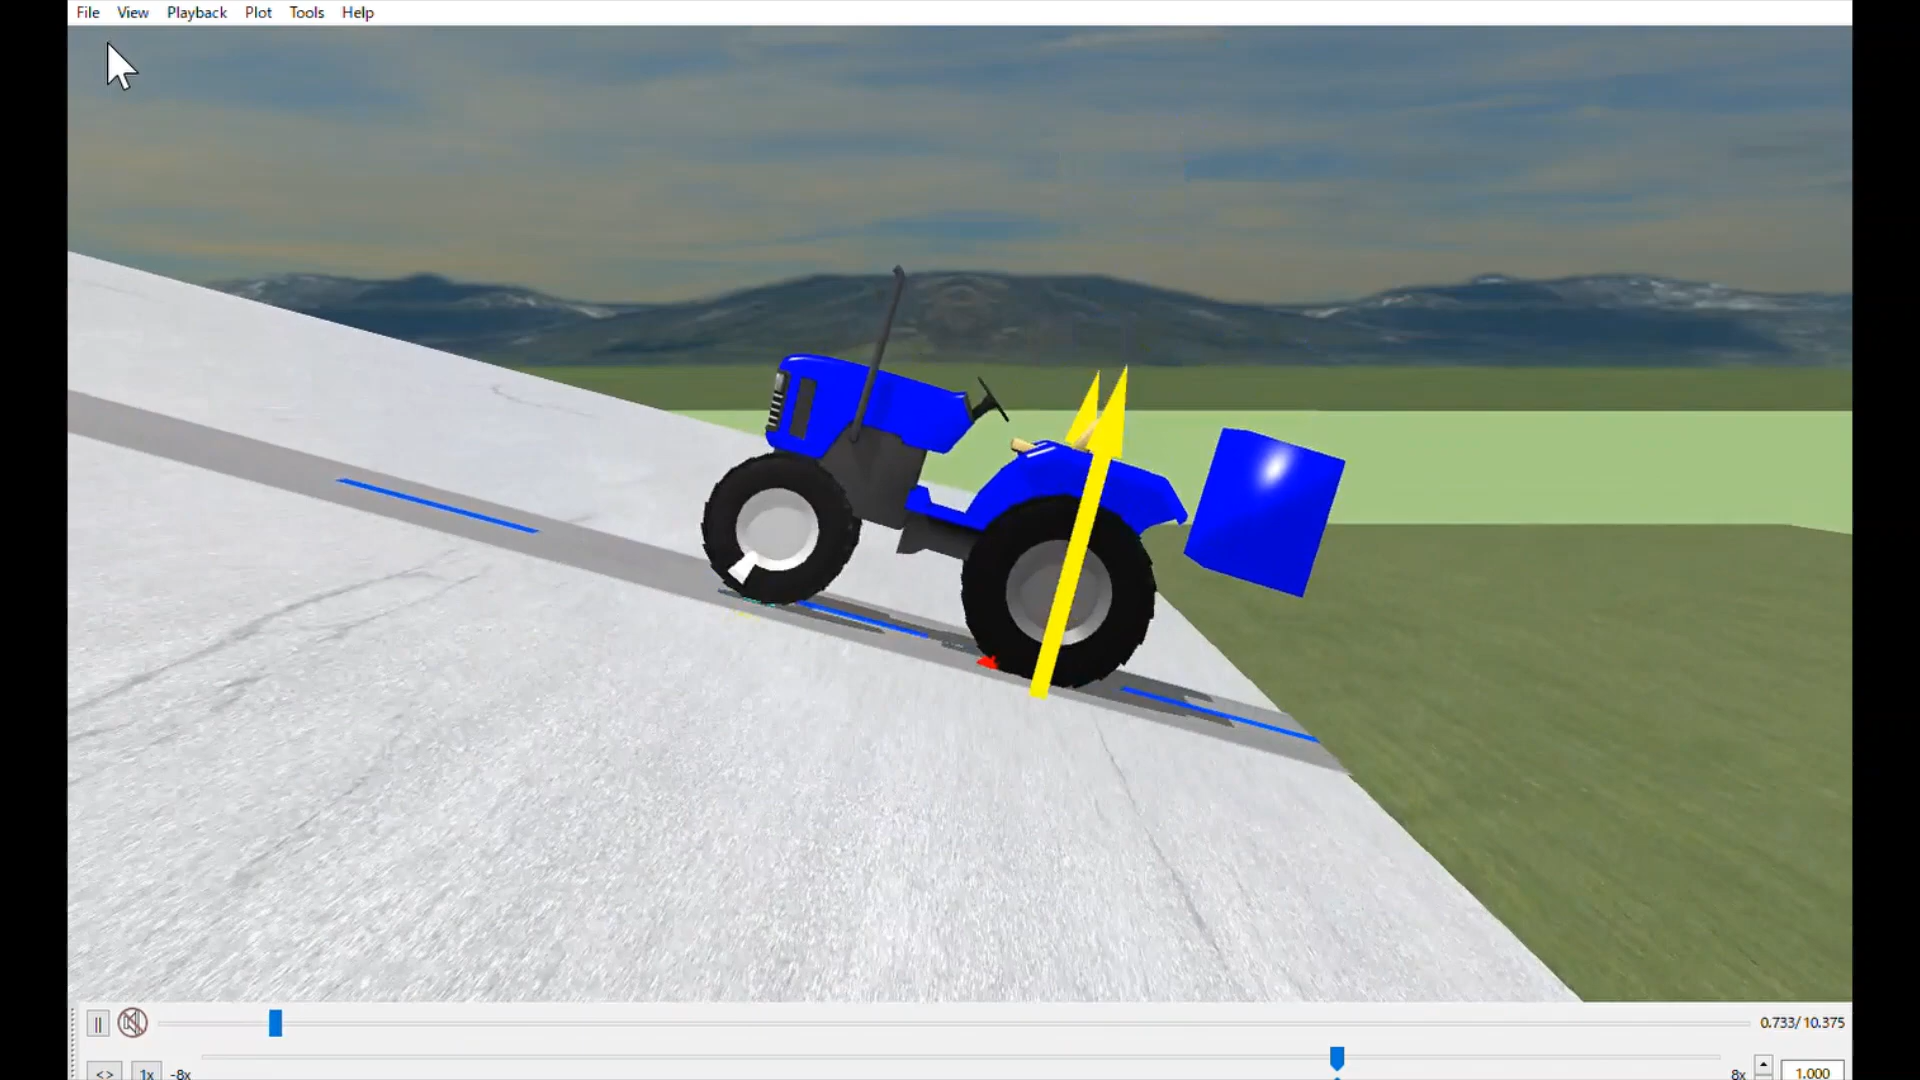 File View Playback Plot Tools Help
0.733/10.375
<> 1x -8x 8x 1.000